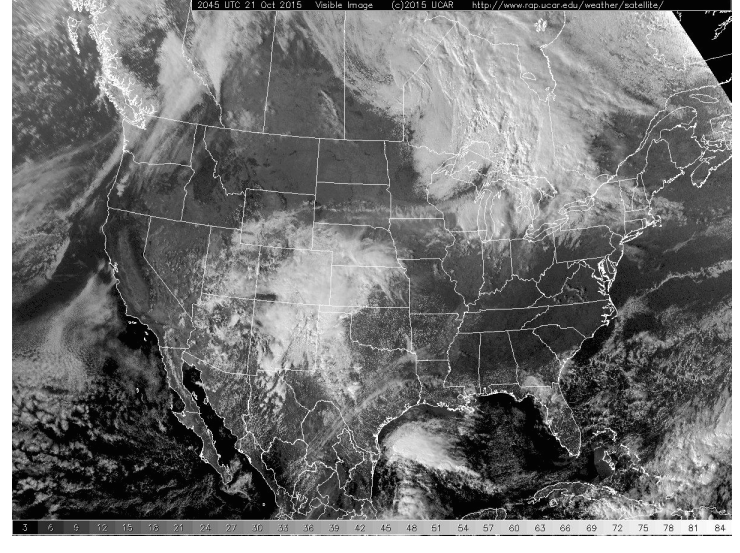 2045 UTC 21 Oct 2015 Visible Image (c)2015 UCAR http://www.rap.ucar.edu/weather/satellite/
3 6 9 12 15 18 21 24 27 30 33 36 39 42 45 48 51 54 57 60 63 66 69 72 75 78 81 84